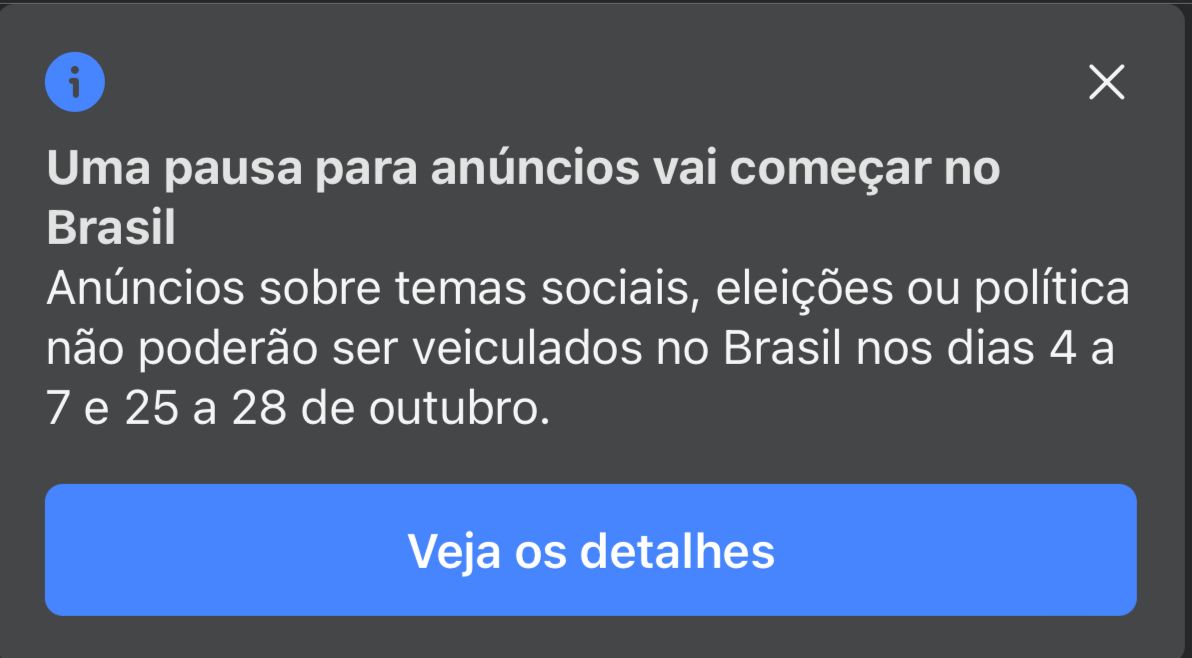 Uma pausa para anúncios vai começar no
Brasil
Anúncios sobre temas sociais, eleições ou política
não poderão ser veiculados no Brasil nos dias 4 a
7 e 25 a 28 de outubro.
Veja os detalhes